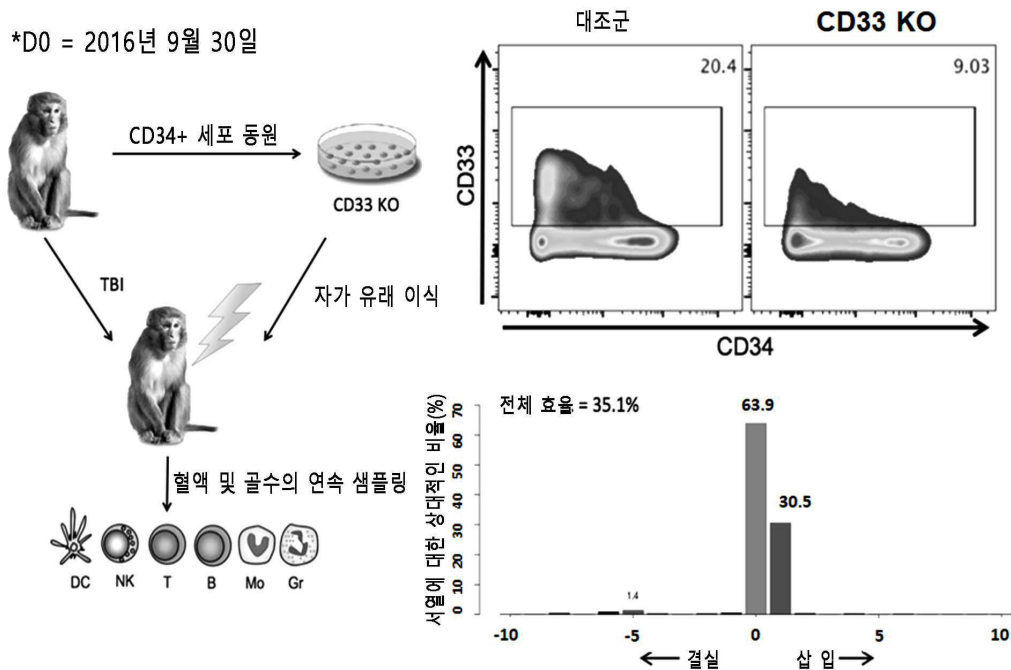 *D0 = 2016년 9월 30일
CD34+ 세포 동원
CD33 KO
TBI
자가 유래 이식
혈액 및 골수의 연속 샘플링
DC NK T B Mo Gr
대조군
CD33 KO
20.4
9.03
CD33
CD34
전체 효율 = 35.1%
서열에 대한 상대적인 비율(%)
70
60
50
40
30
20
10
0
63.9
30.5
1.4
-10 -5 0 5 10
결실 삽 입